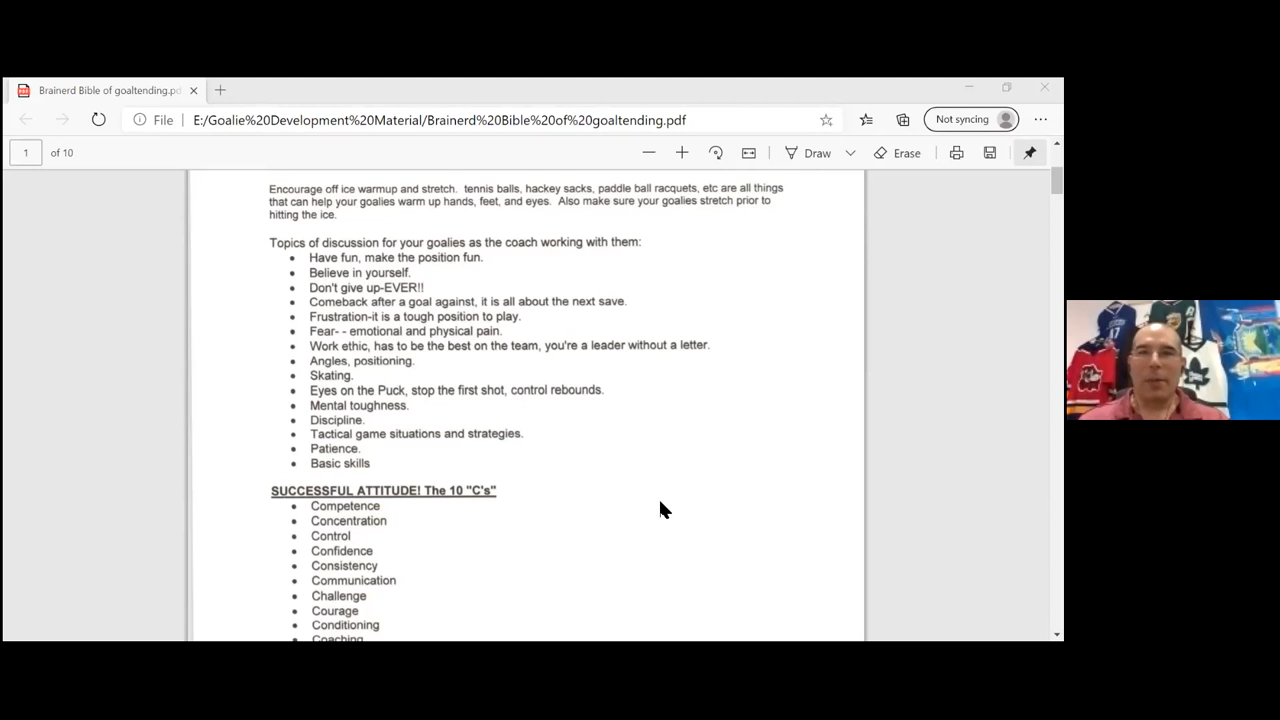 Brainerd Bible of goaltending.pd
File
E:/Goalie%20Development%20Material/Brainerd%20Bible%20of%20goaltending.pdf
Not syncing
1 of 10
Draw
Erase
Encourage off ice warmup and stretch. tennis balls, hackey sacks, paddle ball racquets, etc are all things
that can help your goalies warm up hands, feet, and eyes. Also make sure your goalies stretch prior to
hitting the ice.
Topics of discussion for your goalies as the coach working with them:
• Have fun, make the position fun.
• Believe in yourself.
• Don't give up-EVER!!
• Comeback after a goal against, it is all about the next save.
• Frustration-it is a tough position to play.
• Fear- - emotional and physical pain.
• Work ethic, has to be the best on the team, you're a leader without a letter.
• Angles, positioning.
• Skating.
• Eyes on the Puck, stop the first shot, control rebounds.
• Mental toughness.
• Discipline.
• Tactical game situations and strategies.
• Patience.
• Basic skills
SUCCESSFUL ATTITUDE! The 10 "C's"
• Competence
• Concentration
• Control
• Confidence
• Consistency
• Communication
• Challenge
• Courage
• Conditioning
• Coaching